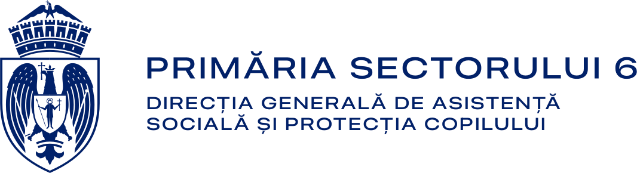 PRIMĂRIA SECTORULUI 6
DIRECȚIA GENERALĂ DE ASISTENȚĂ
SOCIALĂ ȘI PROTECȚIA COPILULUI